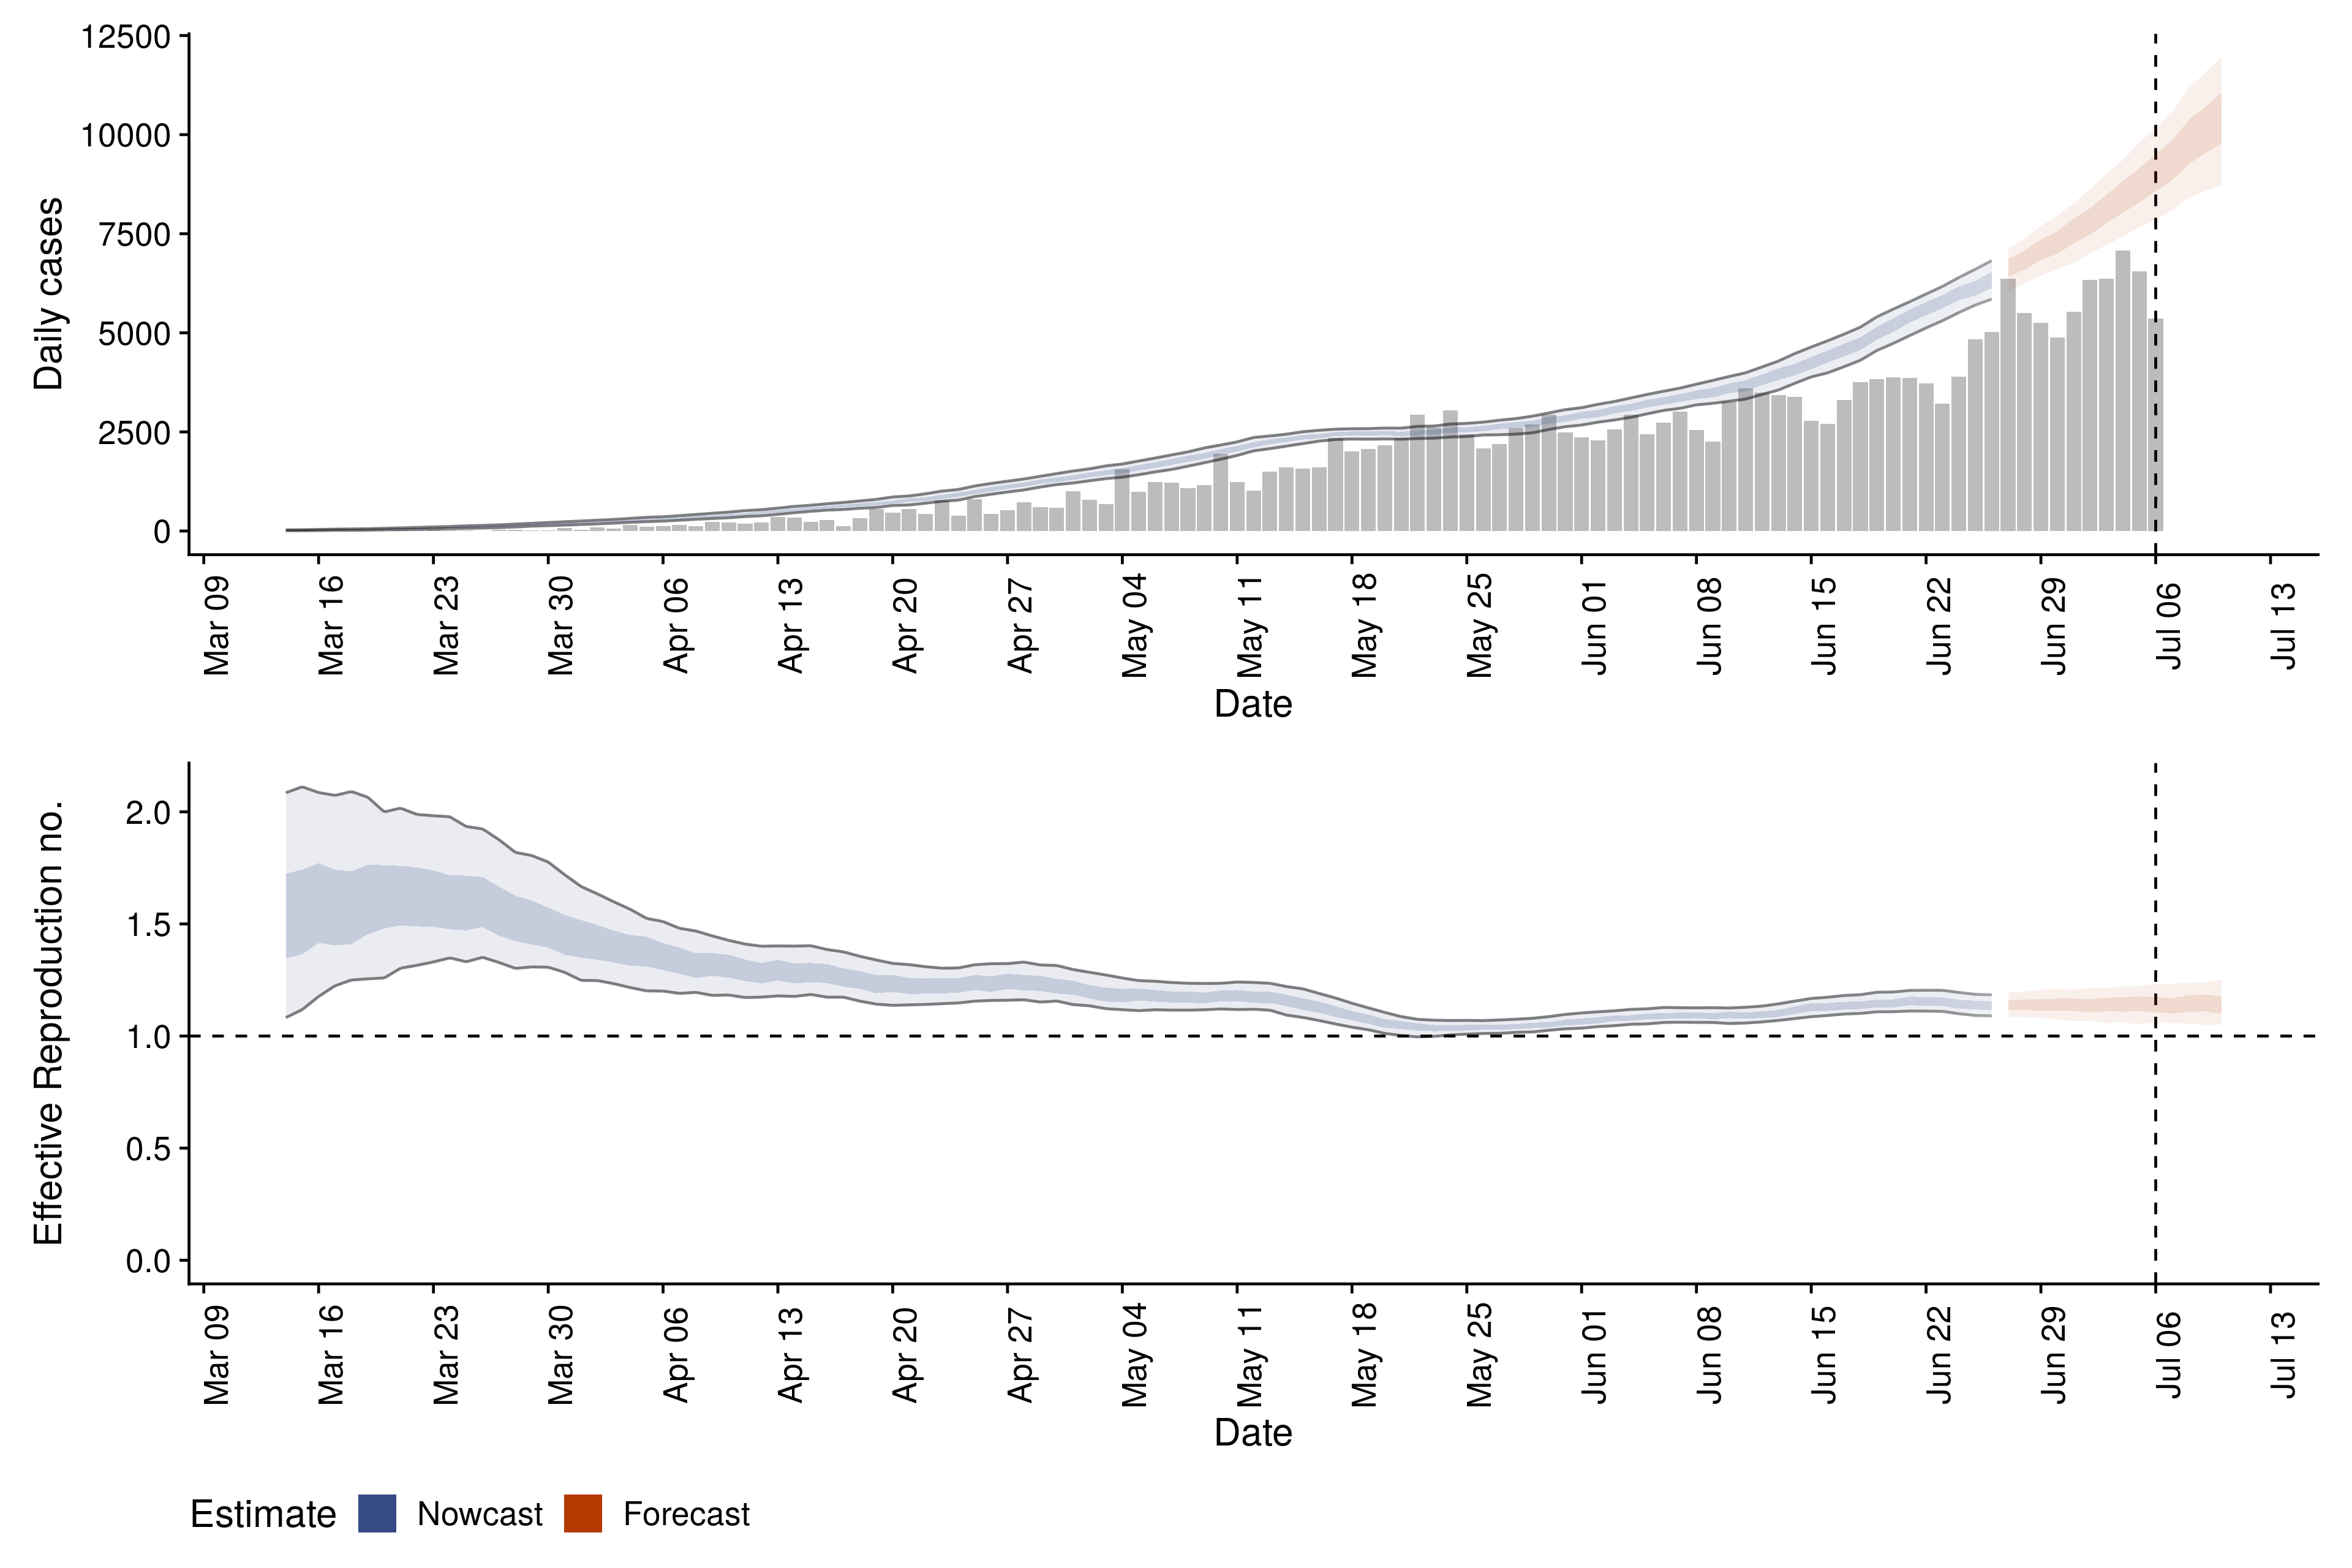 12500
10000
7500
5000
2500
0
Daily cases
Mar 09 Mar 16 Mar 23 Mar 30 Apr 06 Apr 13 Apr 20 Apr 27 May 04 May 11 May 18 May 25 Jun 01 Jun 08 Jun 15 Jun 22 Jun 29 Jul 06 Jul 13
Date
2.0
1.5
1.0
0.5
0.0
Effective Reproduction no.
Mar 09 Mar 16 Mar 23 Mar 30 Apr 06 Apr 13 Apr 20 Apr 27 May 04 May 11 May 18 May 25 Jun 01 Jun 08 Jun 15 Jun 22 Jun 29 Jul 06 Jul 13
Date
Estimate Nowcast Forecast